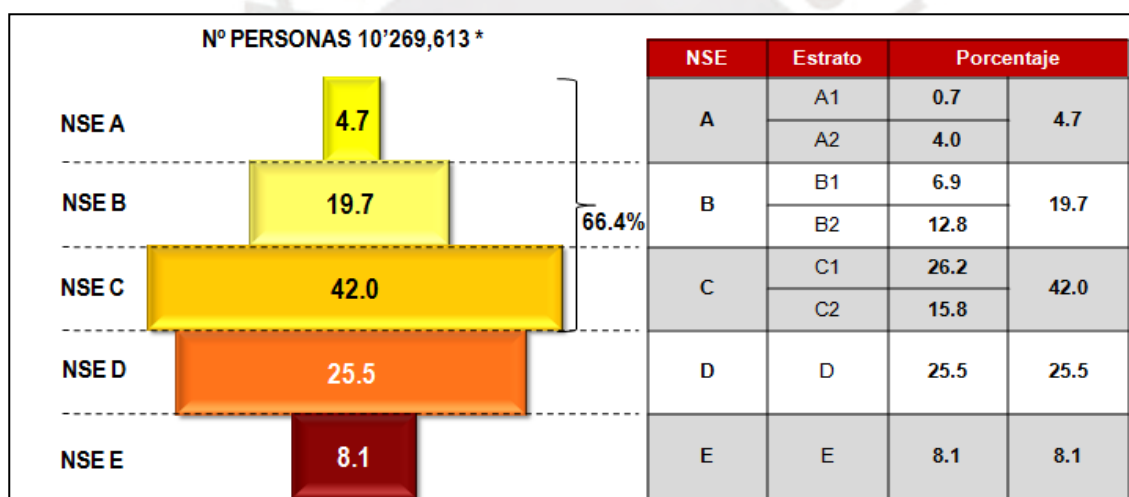 Nº PERSONAS 10'269,613 *
NSE A
4.7
NSE B
19.7
66.4%
NSE C
42.0
NSE D
25.5
NSE E
8.1
NSE Estrato Porcentaje
A A1 0.7 4.7
A2 4.0
B B1 6.9 19.7
B2 12.8
C C1 26.2 42.0
C2 15.8
D D 25.5 25.5
E E 8.1 8.1